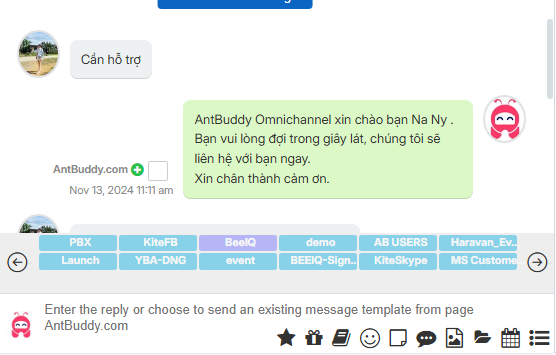 Cần hỗ trợ
AntBuddy Omnichannel xin chào bạn Na Ny .
Bạn vui lòng đợi trong giây lát, chúng tôi sẽ
liên hệ với bạn ngay.
Xin chân thành cảm ơn.
AntBuddy.com
Nov 13, 2024 11:11 am
PBX
KiteFB
BeeIQ
demo
AB USERS
Haravan_Ev..
Launch
YBA-DNG
event
BEEIQ-Sign..
KiteSkype
MS Custome
Enter the reply or choose to send an existing message template from page
AntBuddy.com